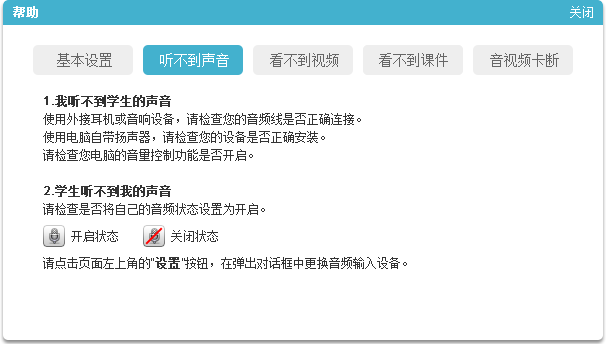 帮助 关闭
基本设置 听不到声音 看不到视频 看不到课件 音视频卡断
1.我听不到学生的声音
使用外接耳机或音响设备，请检查您的音频线是否正确连接。
使用电脑自带扬声器，请检查您的设备是否正确安装。
请检查您电脑的音量控制功能是否开启。
2.学生听不到我的声音
请检查是否将自己的音频状态设置为开启。
开启状态 关闭状态
请点击页面左上角的"设置"按钮，在弹出对话框中更换音频输入设备。